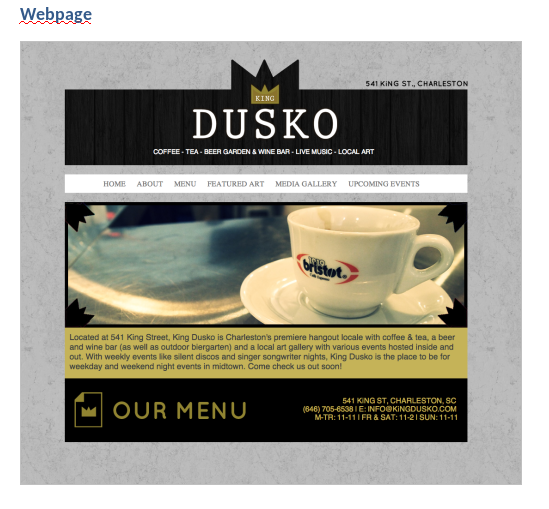 Webpage
541 KiNG ST., CHARLESTON
KING
DUSKO
COFFEE - TEA - BEER GARDEN & WINE BAR - LIVE MUSIC - LOCAL ART
HOME ABOUT MENU FEATURED ART MEDIA GALLERY UPCOMING EVENTS
bristot
Located at 541 King Street, King Dusko is Charleston's premiere hangout locale with coffee & tea, a beer
and wine bar (as well as outdoor biergarten) and a local art gallery with various events hosted inside and
out. With weekly events like silent discos and singer songwriter nights, King Dusko is the place to be for
weekday and weekend night events in midtown. Come check us out soon!
OUR MENU
541 KiNG ST, CHARLESTON, SC
(646) 705-6538 | E: INFO@KiNGDUSKO.COM
M-TR: 11-11 | FR & SAT: 11-2 | SUN: 11-11